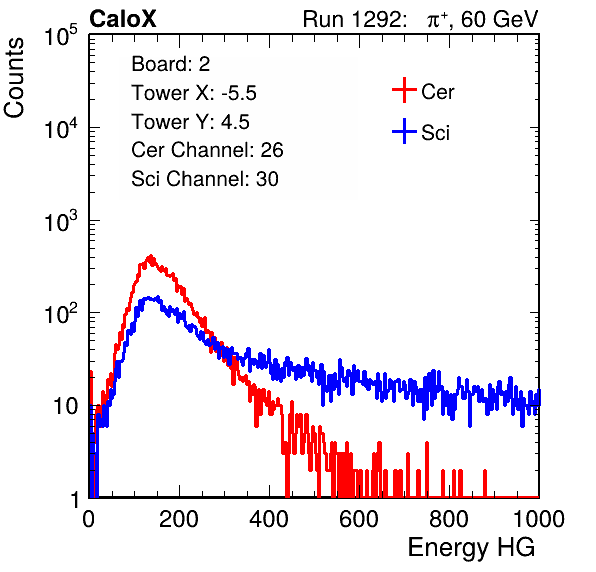 CaloX Run 1292: π⁺, 60 GeV
Board: 2
Tower X: -5.5
Tower Y: 4.5
Cer Channel: 26
Sci Channel: 30
Cer
Sci
Counts
10⁵
10⁴
10³
10²
10
1
0 200 400 600 800 1000
Energy HG